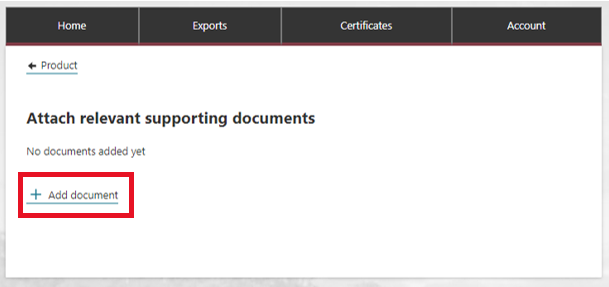 Home Exports Certificates Account
Product
Attach relevant supporting documents
No documents added yet
Add document